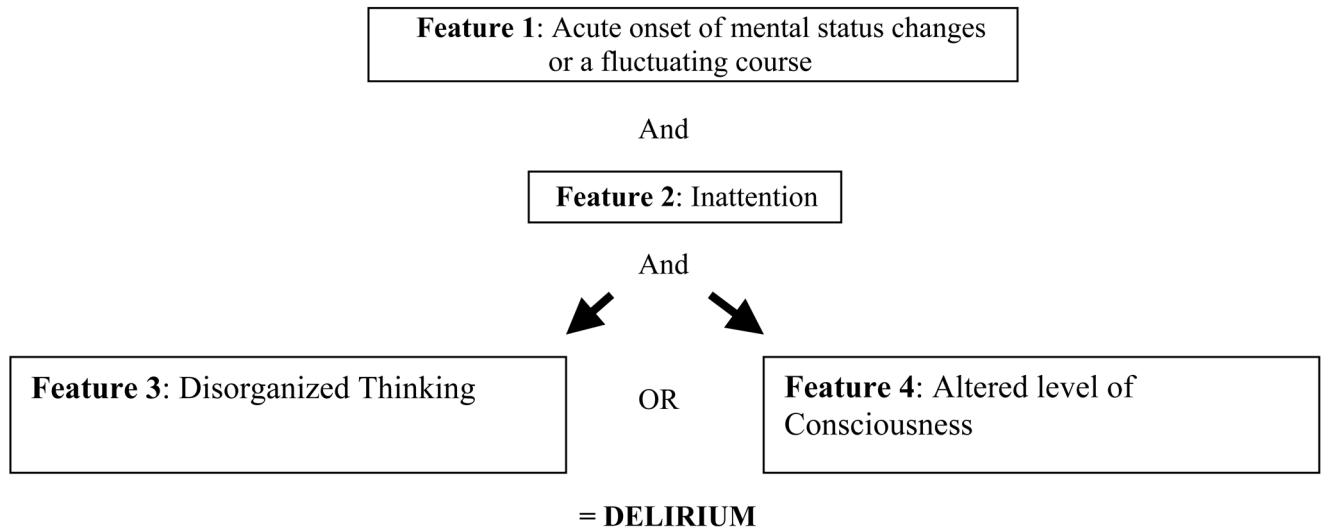 Feature 1: Acute onset of mental status changes
or a fluctuating course
And
Feature 2: Inattention
And
Feature 3: Disorganized Thinking
OR
Feature 4: Altered level of
Consciousness
= DELIRIUM